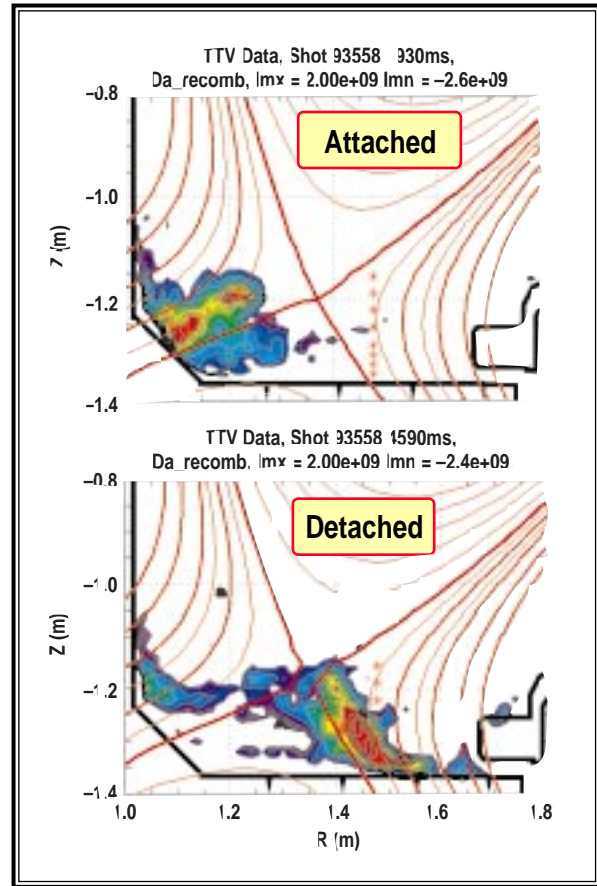 TTV Data, Shot 93558 930ms,
Da_recomb, Imx = 2.00e+09 Imn = –2.6e+09
Attached
–0.8
–1.0
–1.2
–1.4
Z (m)
TTV Data, Shot 93558 4590ms,
Da_recomb, Imx = 2.00e+09 Imn = –2.4e+09
Detached
–0.8
–1.0
–1.2
–1.4
Z (m)
1.0 1.2 1.4 1.6 1.8
R (m)